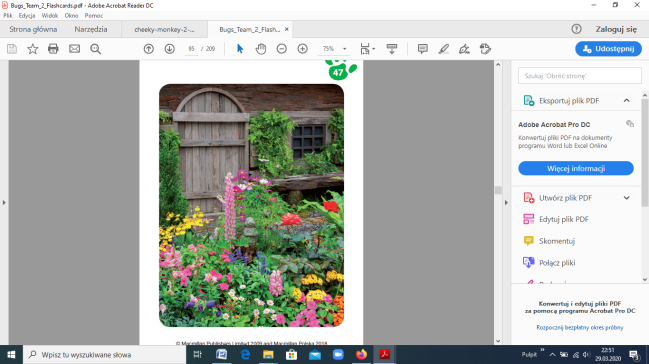 Bugs_Team_2_Flashcards.pdf - Adobe Acrobat Reader DC
Plik Edycja Widok Okno Pomoc
Strona główna Narzędzia cheeky-monkey-2-... Bugs_Team_2_Flash... ×
Zaloguj się
95 / 209 75%
Udostępnij
47
© Macmillan Publishers Limited 2009 and Macmillan Polska 2018
Szukaj 'Obróć stronę'
Eksportuj plik PDF
Adobe Acrobat Pro DC
Konwertuj pliki PDF na dokumenty
programu Word lub Excel Online
Więcej informacji
Utwórz plik PDF
Edytuj plik PDF
Skomentuj
Połącz pliki
Konwertuj i edytuj pliki PDF
za pomocą programu Acrobat Pro DC
Rozpocznij bezpłatny okres próbny
Wpisz tu wyszukiwane słowa
Pulpit
22:51
29.03.2020